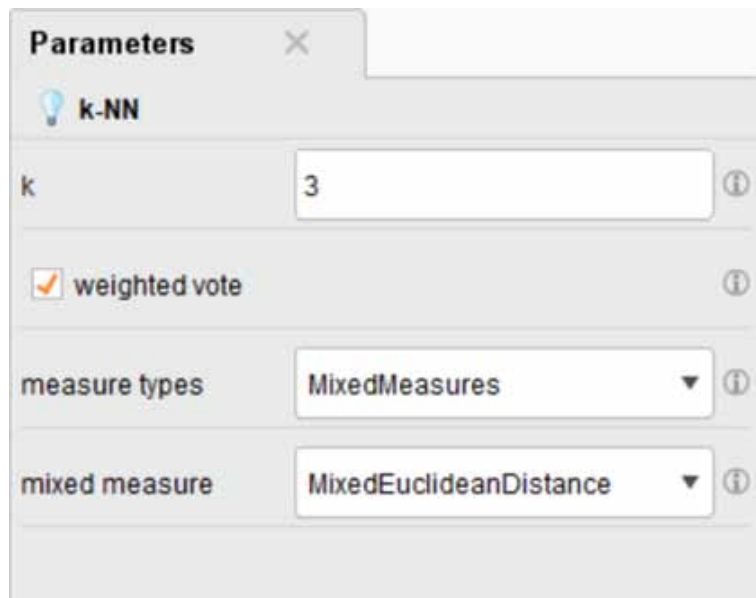 Parameters
k-NN
k 3
weighted vote
measure types MixedMeasures
mixed measure MixedEuclideanDistance